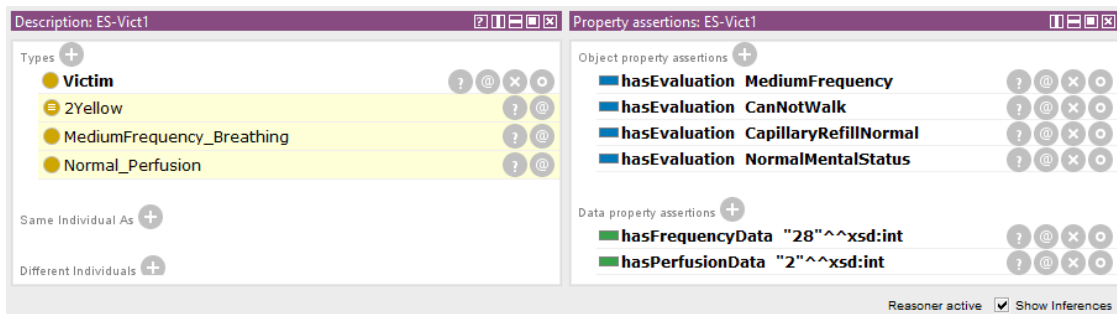 Description: ES-Vict1
Types
Victim
2Yellow
MediumFrequency_Breathing
Normal_Perfusion
Same Individual As
Different Individuals
Property assertions: ES-Vict1
Object property assertions
hasEvaluation MediumFrequency
hasEvaluation CanNotWalk
hasEvaluation CapillaryRefillNormal
hasEvaluation NormalMentalStatus
Data property assertions
hasFrequencyData "28"^^xsd:int
hasPerfusionData "2"^^xsd:int
Reasoner active Show Inferences